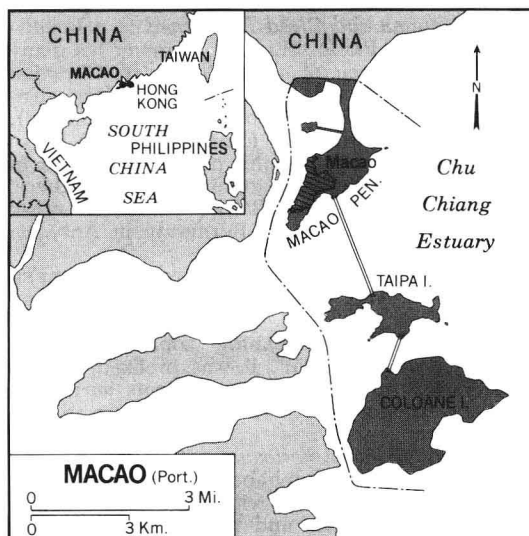 CHINA
TAIWAN
MACAO
HONG
KONG
SOUTH
PHILIPPINES
CHINA
SEA
VIETNAM
CHINA
N
Macao
MACAO PEN.
Chu
Chiang
Estuary
TAIPA I.
COLOANE I.
MACAO (Port.)
0 3 Mi.
0 3 Km.